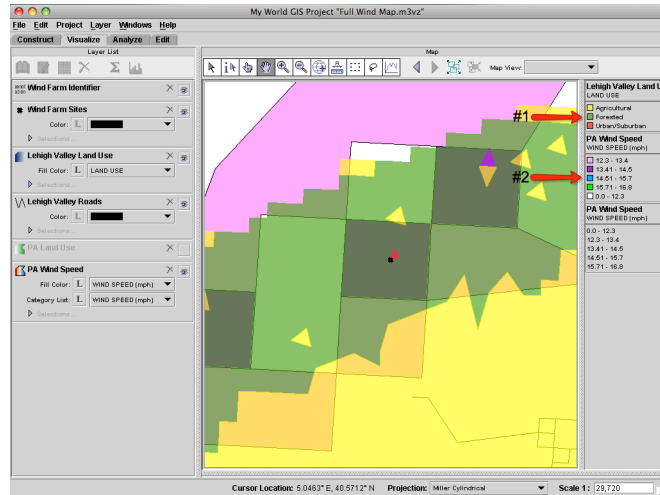 My World GIS Project "Full Wind Map.m3vz"
File Edit Project Layer Windows Help
Construct Visualize Analyze Edit
Layer List
Map
Map View:
Wind Farm Identifier
Wind Farm Sites
Color: L
Selections...
Lehigh Valley Land Use
Fill Color: L LAND USE
Selections...
Lehigh Valley Roads
Color: L
Selections...
PA Land Use
PA Wind Speed
Fill Color: L WIND SPEED (mph)
Category List: L WIND SPEED (mph)
Selections...
#1
#2
Lehigh Valley Land U
LAND USE
Agricultural
Forested
Urban/Suburban
PA Wind Speed
WIND SPEED (mph)
12.3 - 13.4
13.41 - 14.5
14.51 - 15.7
15.71 - 16.8
0.0 - 12.3
PA Wind Speed
WIND SPEED (mph)
0.0 - 12.3
12.3 - 13.4
13.41 - 14.5
14.51 - 15.7
15.71 - 16.8
Cursor Location: 5.0463° E, 40.5712° N Projection: Miller Cylindrical Scale 1: 29,720